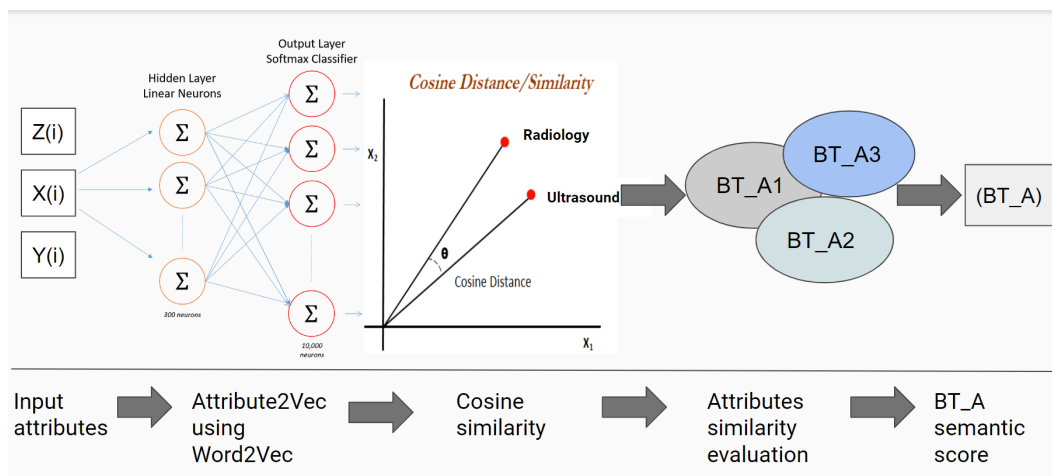 Output Layer
Softmax Classifier
Hidden Layer
Linear Neurons
Cosine Distance/Similarity
Z(i)
X(i)
Y(i)
Σ
Σ
Σ
300 neurons
Σ
Σ
Σ
Σ
10,000
neurons
X₂
Radiology
Ultrasound
θ
Cosine Distance
X₁
BT_A1
BT_A3
BT_A2
(BT_A)
Input
attributes
Attribute2Vec
using
Word2Vec
Cosine
similarity
Attributes
similarity
evaluation
BT_A
semantic
score